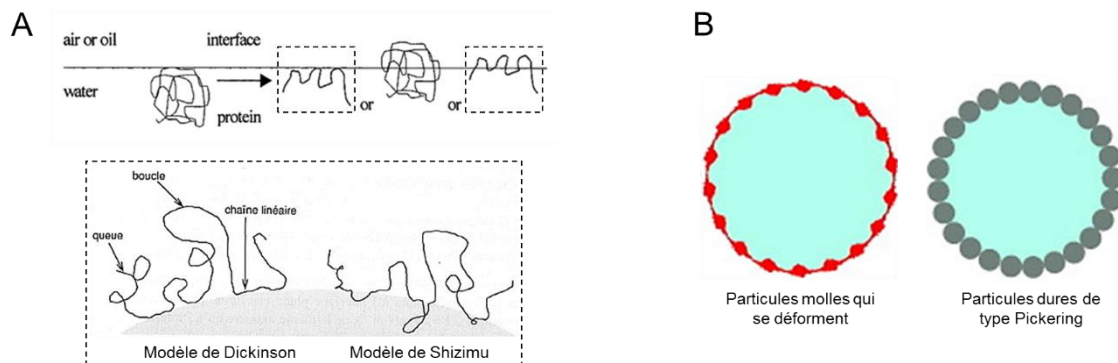 A
air or oil
interface
water
or
or
protein
boucle
chaîne linéaire
queue
Modèle de Dickinson
Modèle de Shizimu
B
Particules molles qui
se déforment
Particules dures de
type Pickering